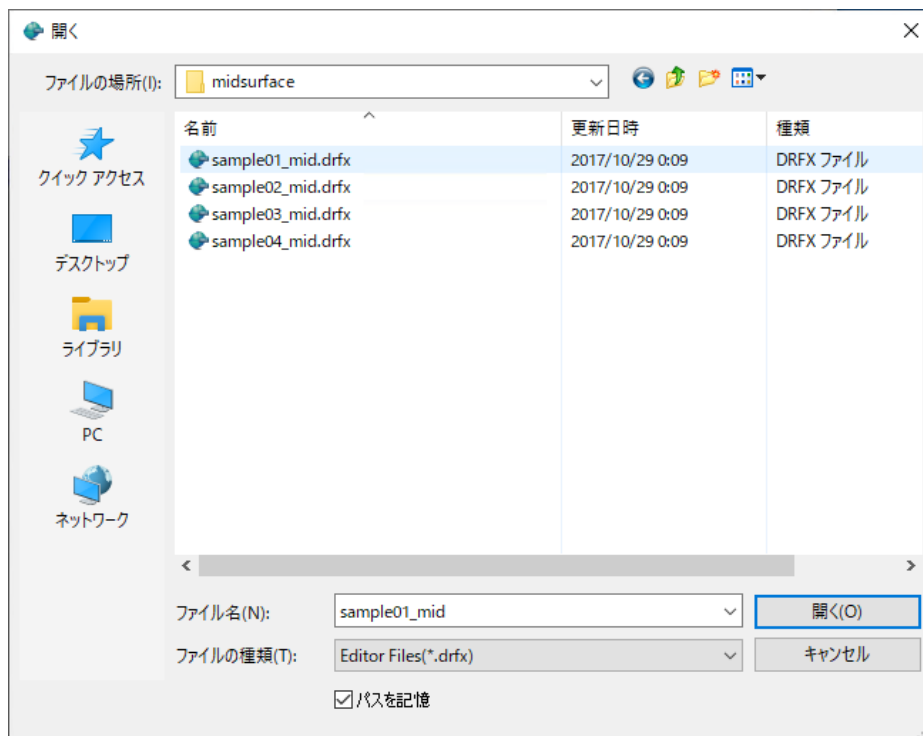 開く
ファイルの場所(I): midsurface
名前 更新日時 種類
sample01_mid.drfx 2017/10/29 0:09 DRFX ファイル
sample02_mid.drfx 2017/10/29 0:09 DRFX ファイル
sample03_mid.drfx 2017/10/29 0:09 DRFX ファイル
sample04_mid.drfx 2017/10/29 0:09 DRFX ファイル
クイック アクセス
デスクトップ
ライブラリ
PC
ネットワーク
ファイル名(N): sample01_mid 開く(O)
ファイルの種類(T): Editor Files(*.drfx) キャンセル
パスを記憶